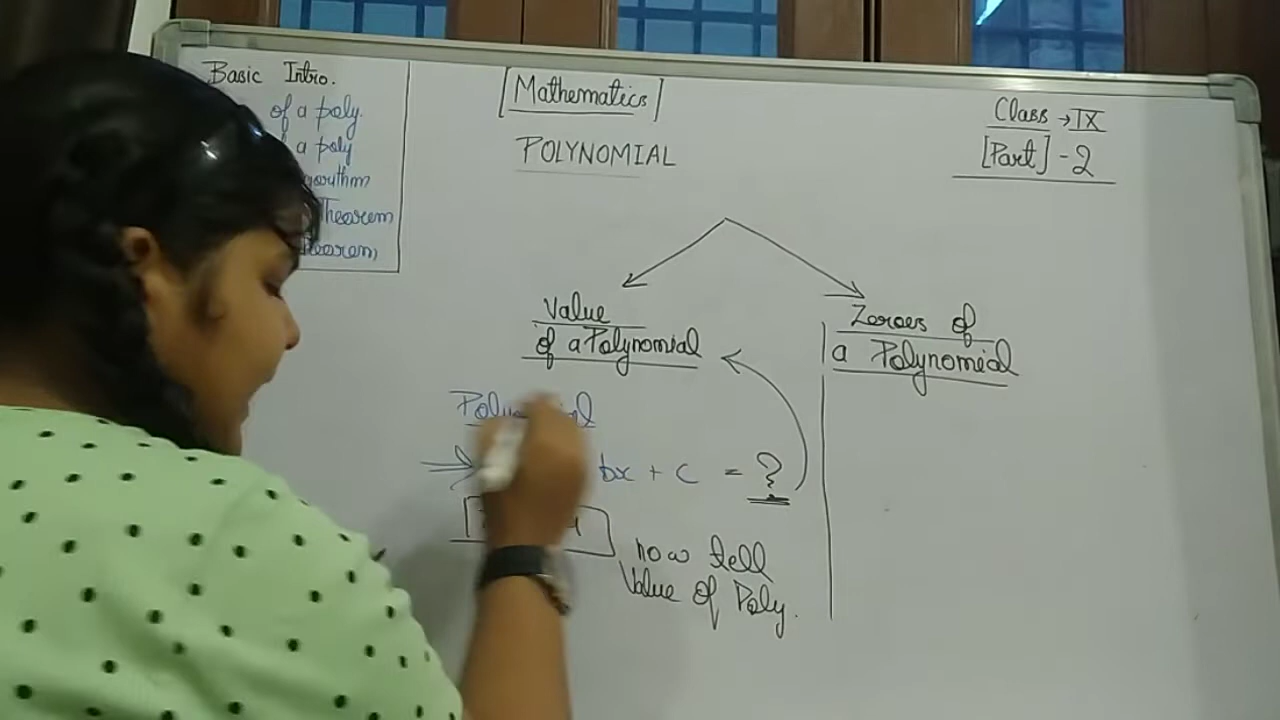 Basic Intro.
of a poly.
a poly
Theorem
Mathematics
POLYNOMIAL
Class → IX
[Part] - 2
Value
of a Polynomial
Zeroes of
a Polynomial
bx + c = ?
now tell
Value of Poly.